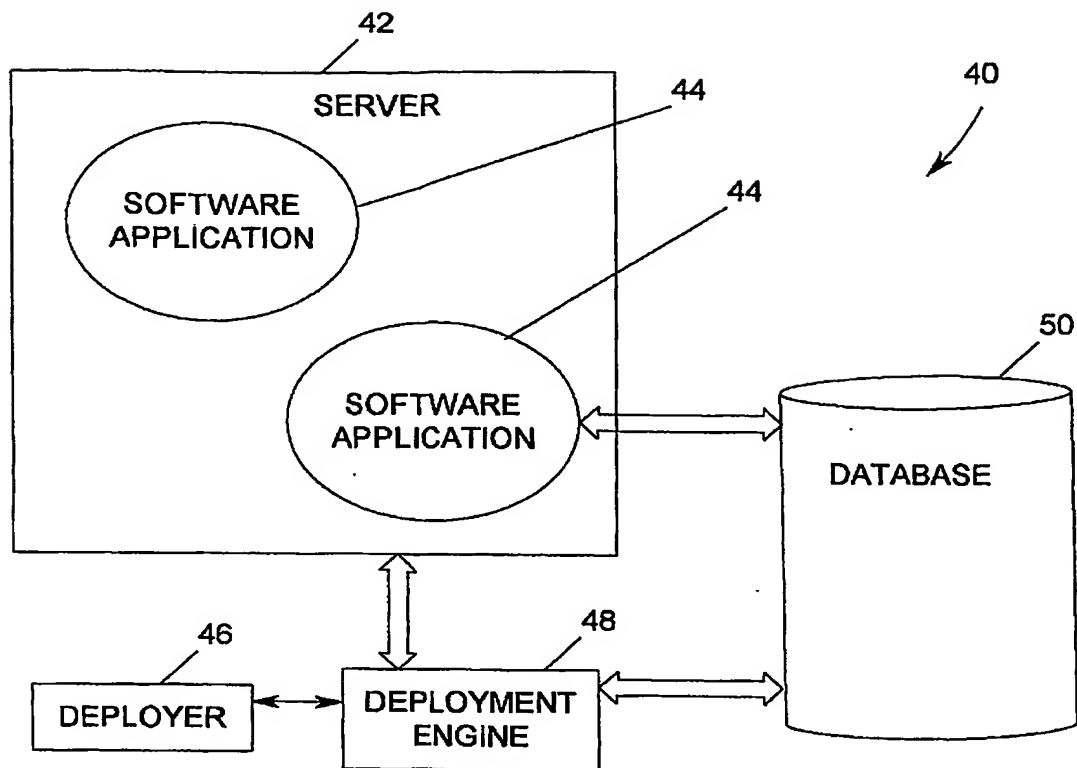 42
SERVER
40
44
SOFTWARE
APPLICATION
44
SOFTWARE
APPLICATION
50
DATABASE
46
DEPLOYER
48
DEPLOYMENT
ENGINE